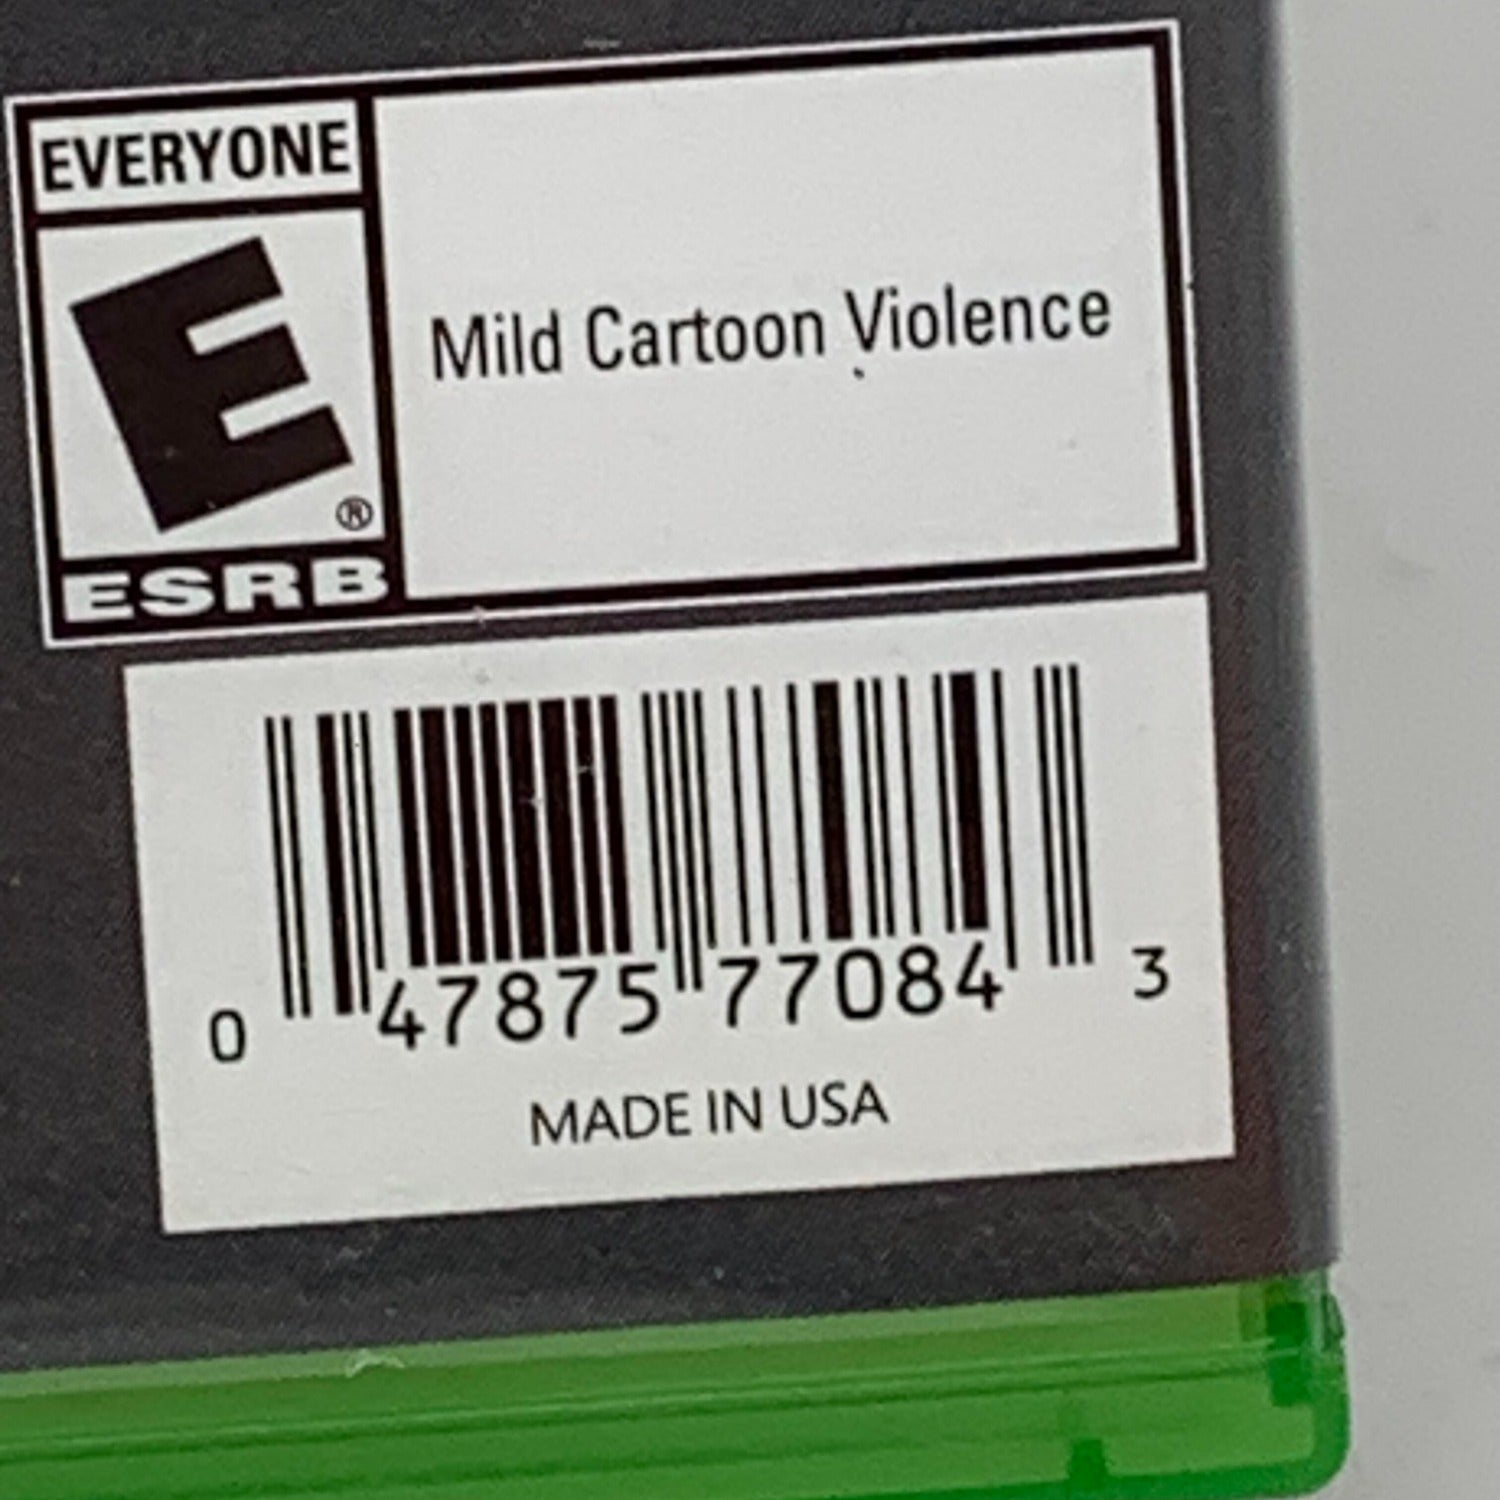 EVERYONE
E
®
ESRB
Mild Cartoon Violence
0 47875 77084 3
MADE IN USA